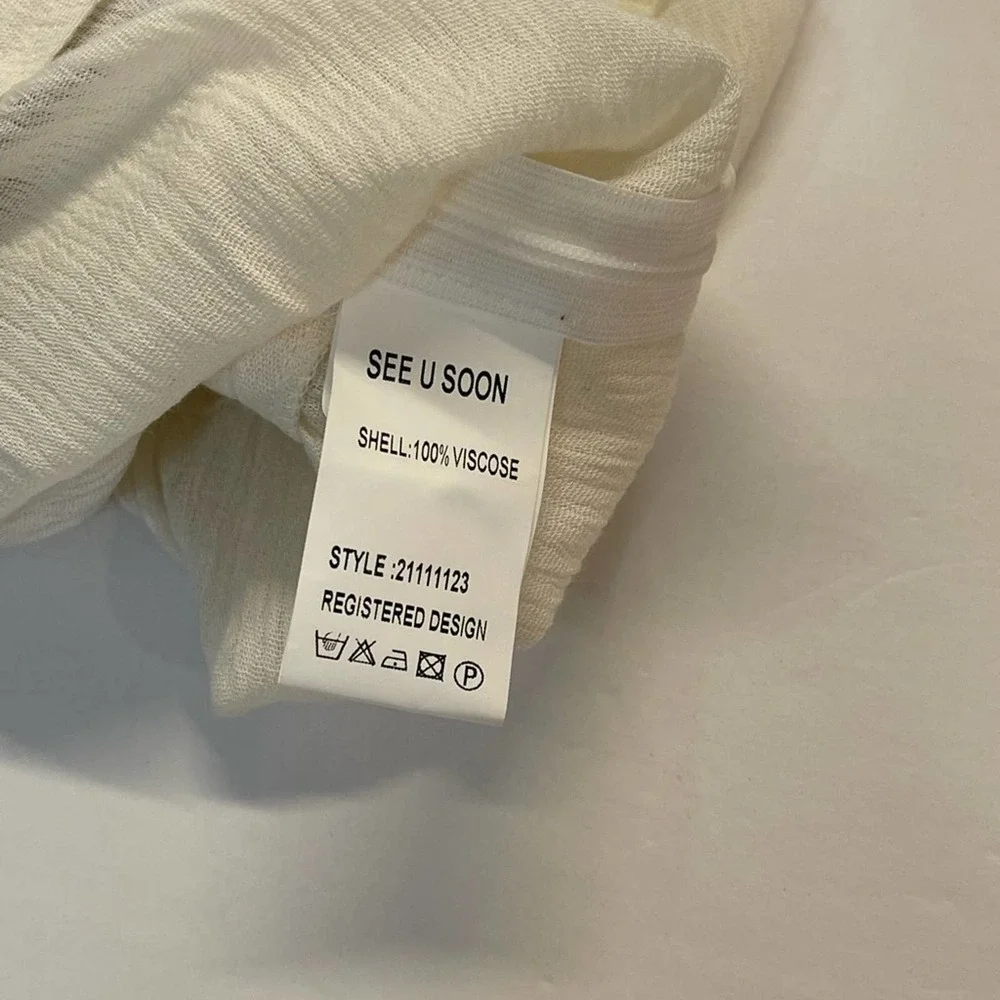 SEE U SOON
SHELL:100% VISCOSE
STYLE :21111123
REGISTERED DESIGN
P